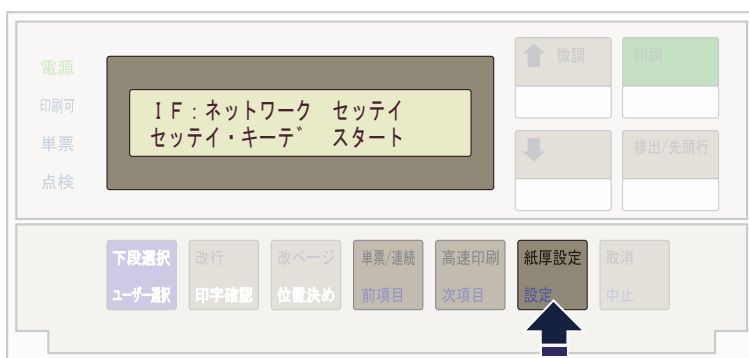 電源
印刷可
単票
点検
IF:ネットワーク セッテイ
セッテイ・キーデ゛ スタート
微調
印刷
排出/先頭行
下段選択
ユーザー選択
改行
印字確認
改ページ
位置決め
単票/連続
前項目
高速印刷
次項目
紙厚設定
設定
取消
中止